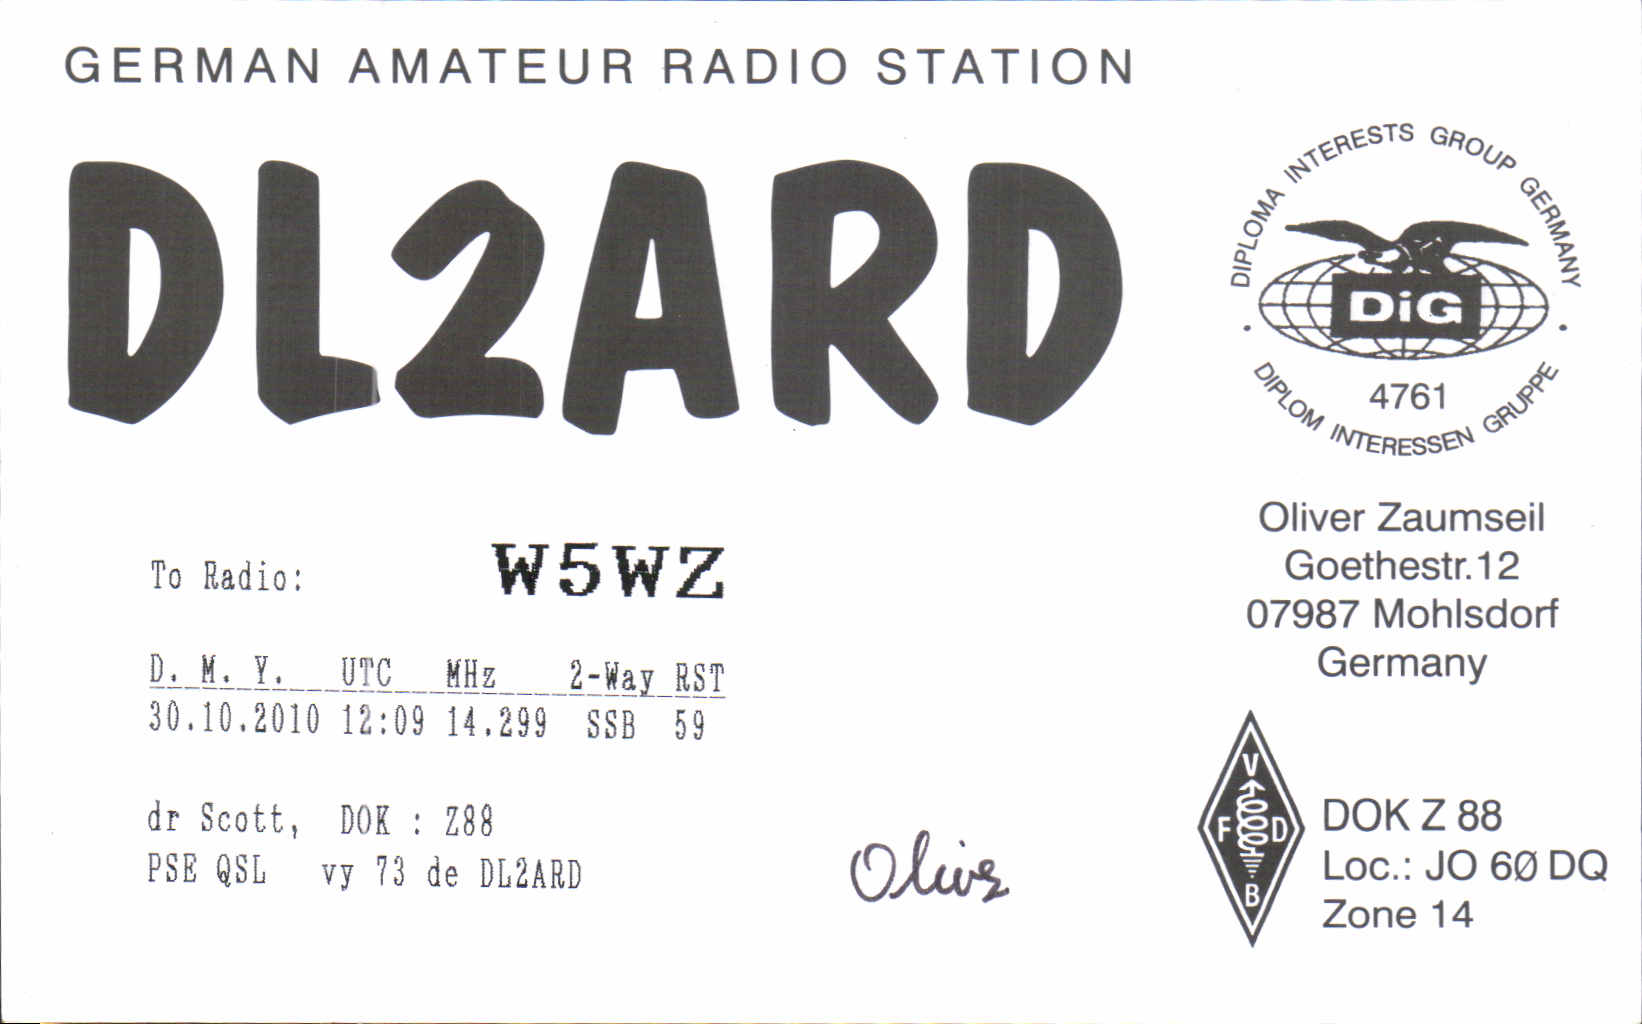 GERMAN AMATEUR RADIO STATION
DL2ARD
DIPLOMA INTERESTS GROUP GERMANY
DiG
4761
DIPLOM INTERESSEN GRUPPE
Oliver Zaumseil
Goethestr.12
07987 Mohlsdorf
Germany
To Radio: W5WZ
D. M. Y. UTC MHz 2-Way RST
30.10.2010 12:09 14.299 SSB 59
dr Scott, DOK : Z88
PSE QSL vy 73 de DL2ARD
Oliver
V
F D
B
DOK Z 88
Loc.: JO 6Ø DQ
Zone 14